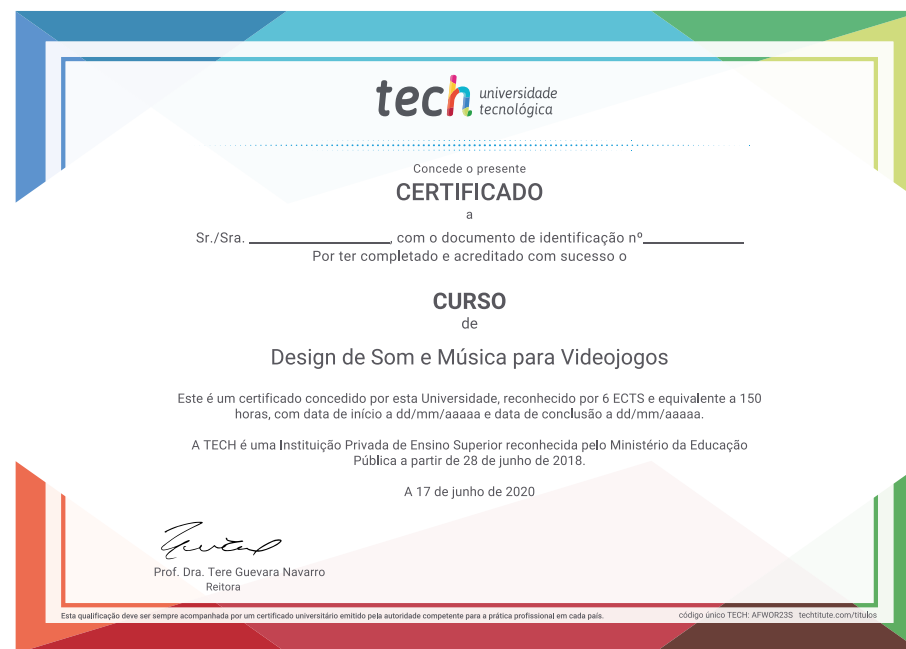 tech universidade
tecnológica
Concede o presente
CERTIFICADO
a
Sr./Sra. ____________________, com o documento de identificação nº______________
Por ter completado e acreditado com sucesso o
CURSO
de
Design de Som e Música para Videojogos
Este é um certificado concedido por esta Universidade, reconhecido por 6 ECTS e equivalente a 150
horas, com data de início a dd/mm/aaaaa e data de conclusão a dd/mm/aaaaa.
A TECH é uma Instituição Privada de Ensino Superior reconhecida pelo Ministério da Educação
Pública a partir de 28 de junho de 2018.
A 17 de junho de 2020
Prof. Dra. Tere Guevara Navarro
Reitora
Esta qualificação deve ser sempre acompanhada por um certificado universitário emitido pela autoridade competente para a prática profissional em cada país.
código único TECH: AFWOR23S techtitute.com/títulos